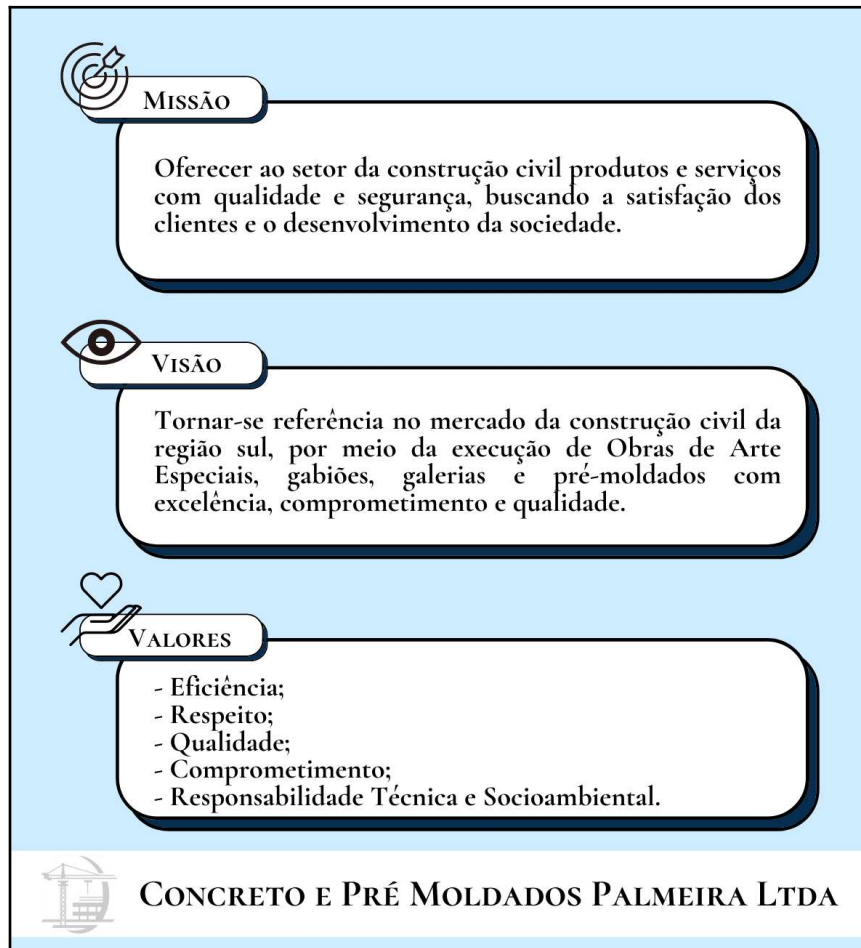 Missão
Oferecer ao setor da construção civil produtos e serviços
com qualidade e segurança, buscando a satisfação dos
clientes e o desenvolvimento da sociedade.
Visão
Tornar-se referência no mercado da construção civil da
região sul, por meio da execução de Obras de Arte
Especiais, gabiões, galerias e pré-moldados com
excelência, comprometimento e qualidade.
Valores
- Eficiência;
- Respeito;
- Qualidade;
- Comprometimento;
- Responsabilidade Técnica e Socioambiental.
Concreto e Pré Moldados Palmeira Ltda